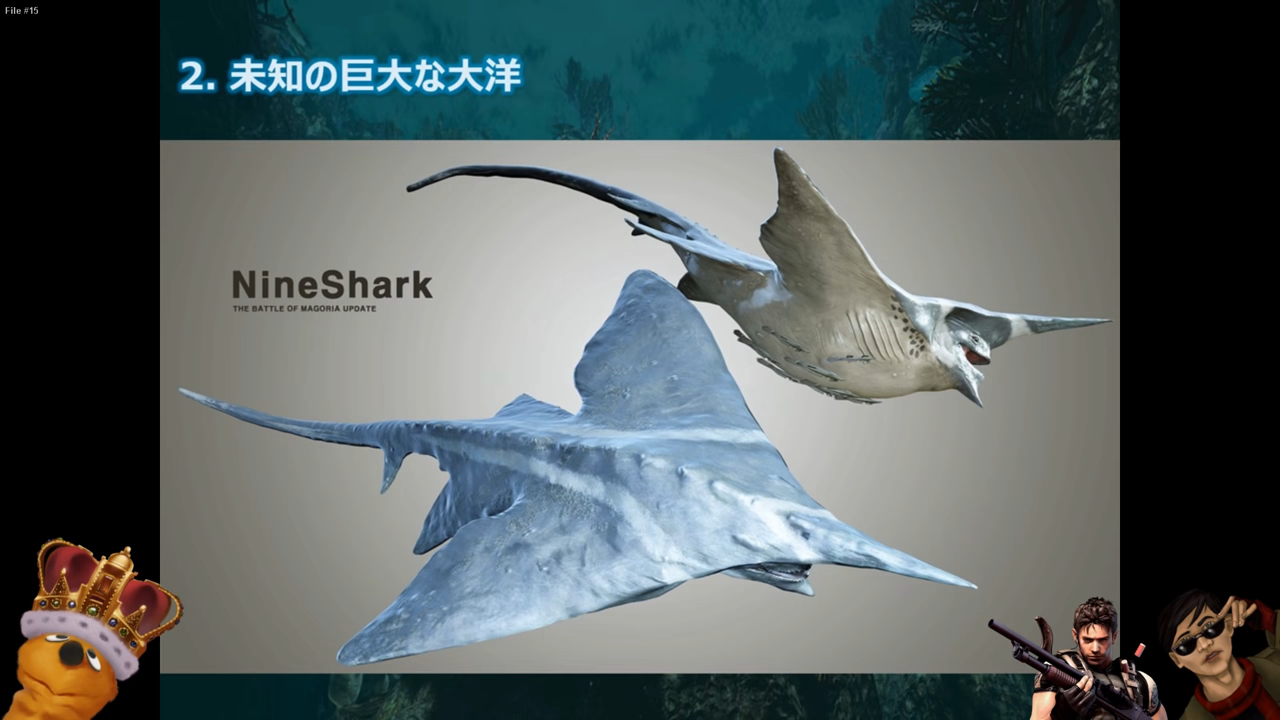 File #15
2. 未知の巨大な大洋
NineShark
THE BATTLE OF MAGORIA UPDATE